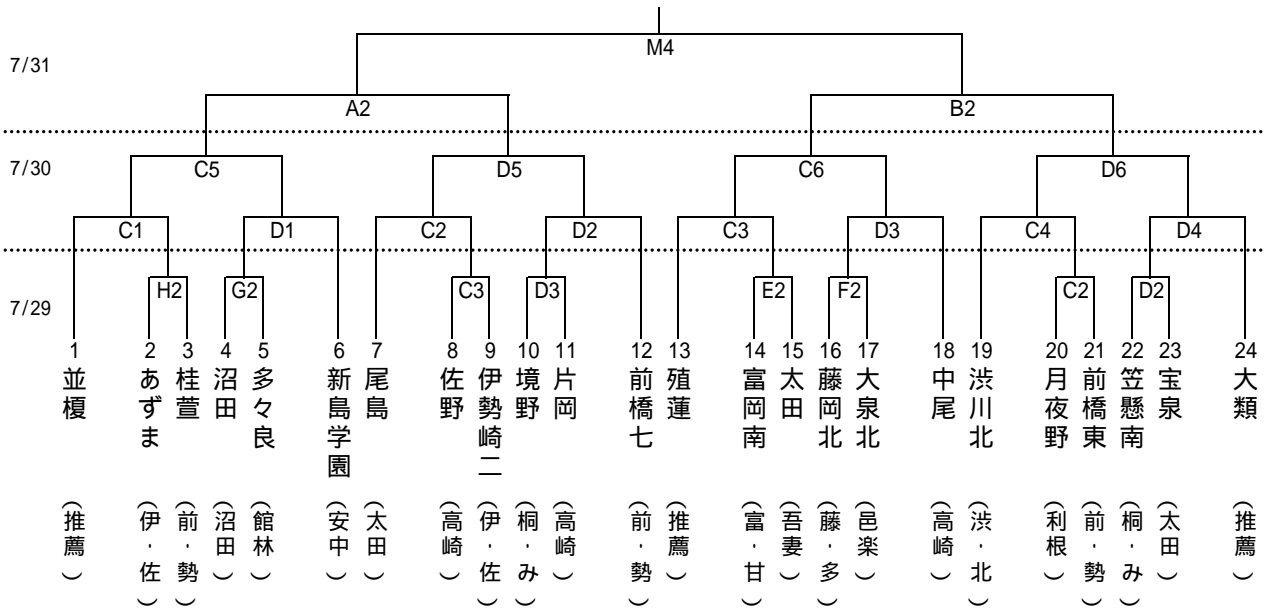 M4
7/31
A2
B2
7/30
C5
D5
C6
D6
C1
D1
C2
D2
C3
D3
C4
D4
7/29
H2
G2
C3
D3
E2
F2
C2
D2
1
並榎
（推薦）
2
あずま
（伊・佐）
3
桂萱
（前・勢）
4
沼田
（沼田）
5
多々良
（館林）
6
新島学園
（安中）
7
尾島
（太田）
8
佐野
（高崎）
9
伊勢崎二
（伊・佐）
10
境野
（桐・み）
11
片岡
（高崎）
12
前橋七
（前・勢）
13
殖蓮
（推薦）
14
富岡南
（富・甘）
15
太田
（吾妻）
16
藤岡北
（藤・多）
17
大泉北
（邑楽）
18
中尾
（高崎）
19
渋川北
（渋・北）
20
月夜野
（利根）
21
前橋東
（前・勢）
22
笠懸南
（桐・み）
23
宝泉
（太田）
24
大類
（推薦）